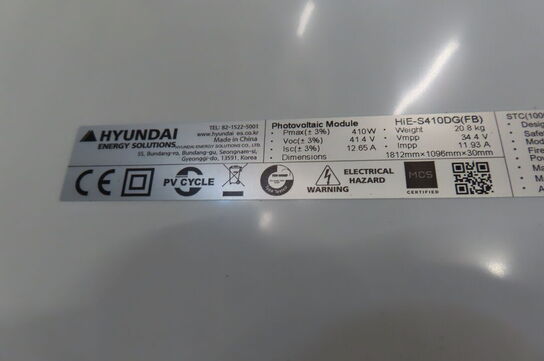 HYUNDAI
ENERGY SOLUTIONS
TEL: 82-1522-5001
www.hyundai-es.co.kr
Made in China
HYUNDAI ENERGY SOLUTIONS CO., LTD.
55, Bundang-ro, Bundang-gu, Seongnam-si,
Gyeonggi-do, 13591, Korea
Photovoltaic Module HiE-S410DG(FB)
Pmax(± 3%) 410W Weight 20.8 kg
Voc(± 3%) 41.4 V Vmpp 34.4 V
Isc(± 3%) 12.65 A Impp 11.93 A
Dimensions 1812mm×1096mm×30mm
CE
PV CYCLE
WARNING
ELECTRICAL
HAZARD
MCS
CERTIFIED